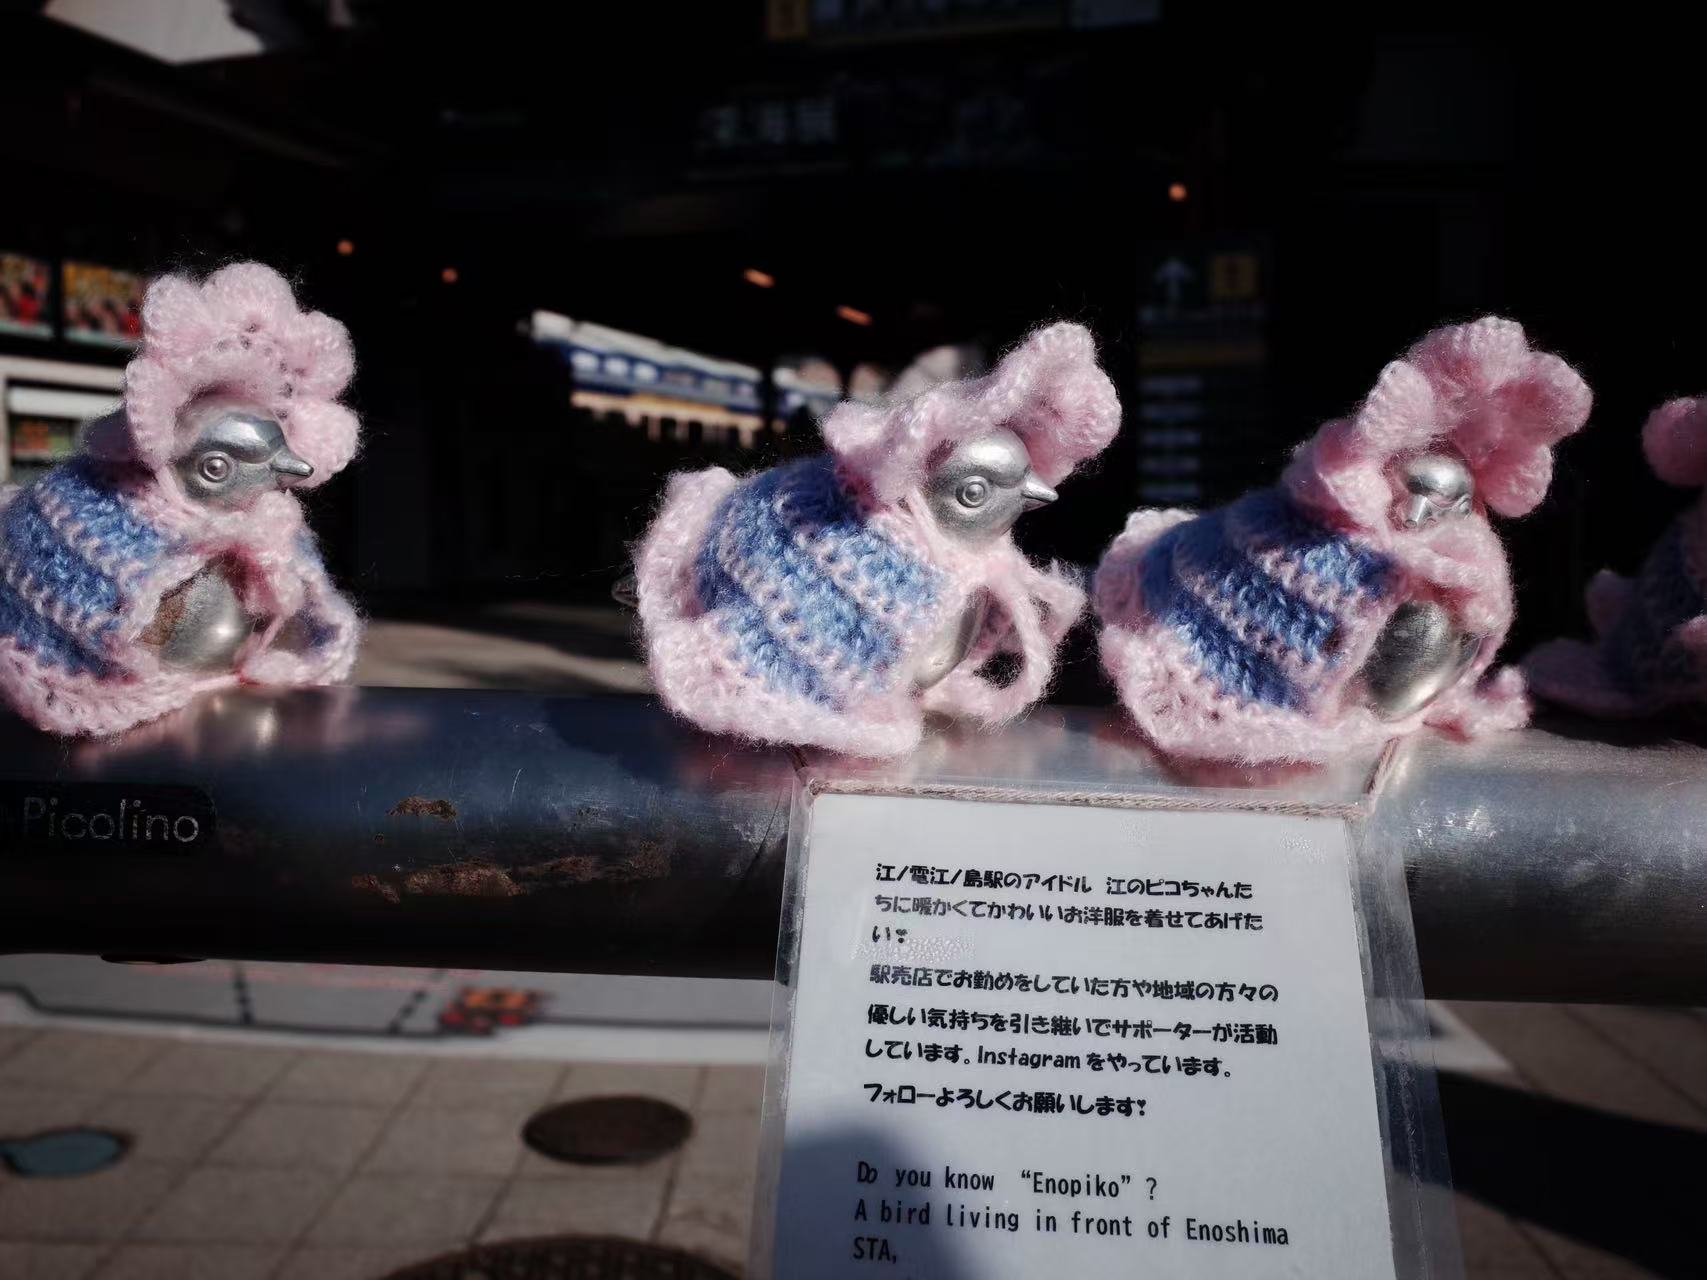 Picolino
江ノ電江ノ島駅のアイドル 江のピコちゃんた
ちに暖かくてかわいいお洋服を着せてあげた
い❣
駅売店でお勤めをしていた方や地域の方々の
優しい気持ちを引き継いでサポーターが活動
しています。Instagramをやっています。
フォローよろしくお願いします❣
Do you know “Enopiko”?
A bird living in front of Enoshima
STA,